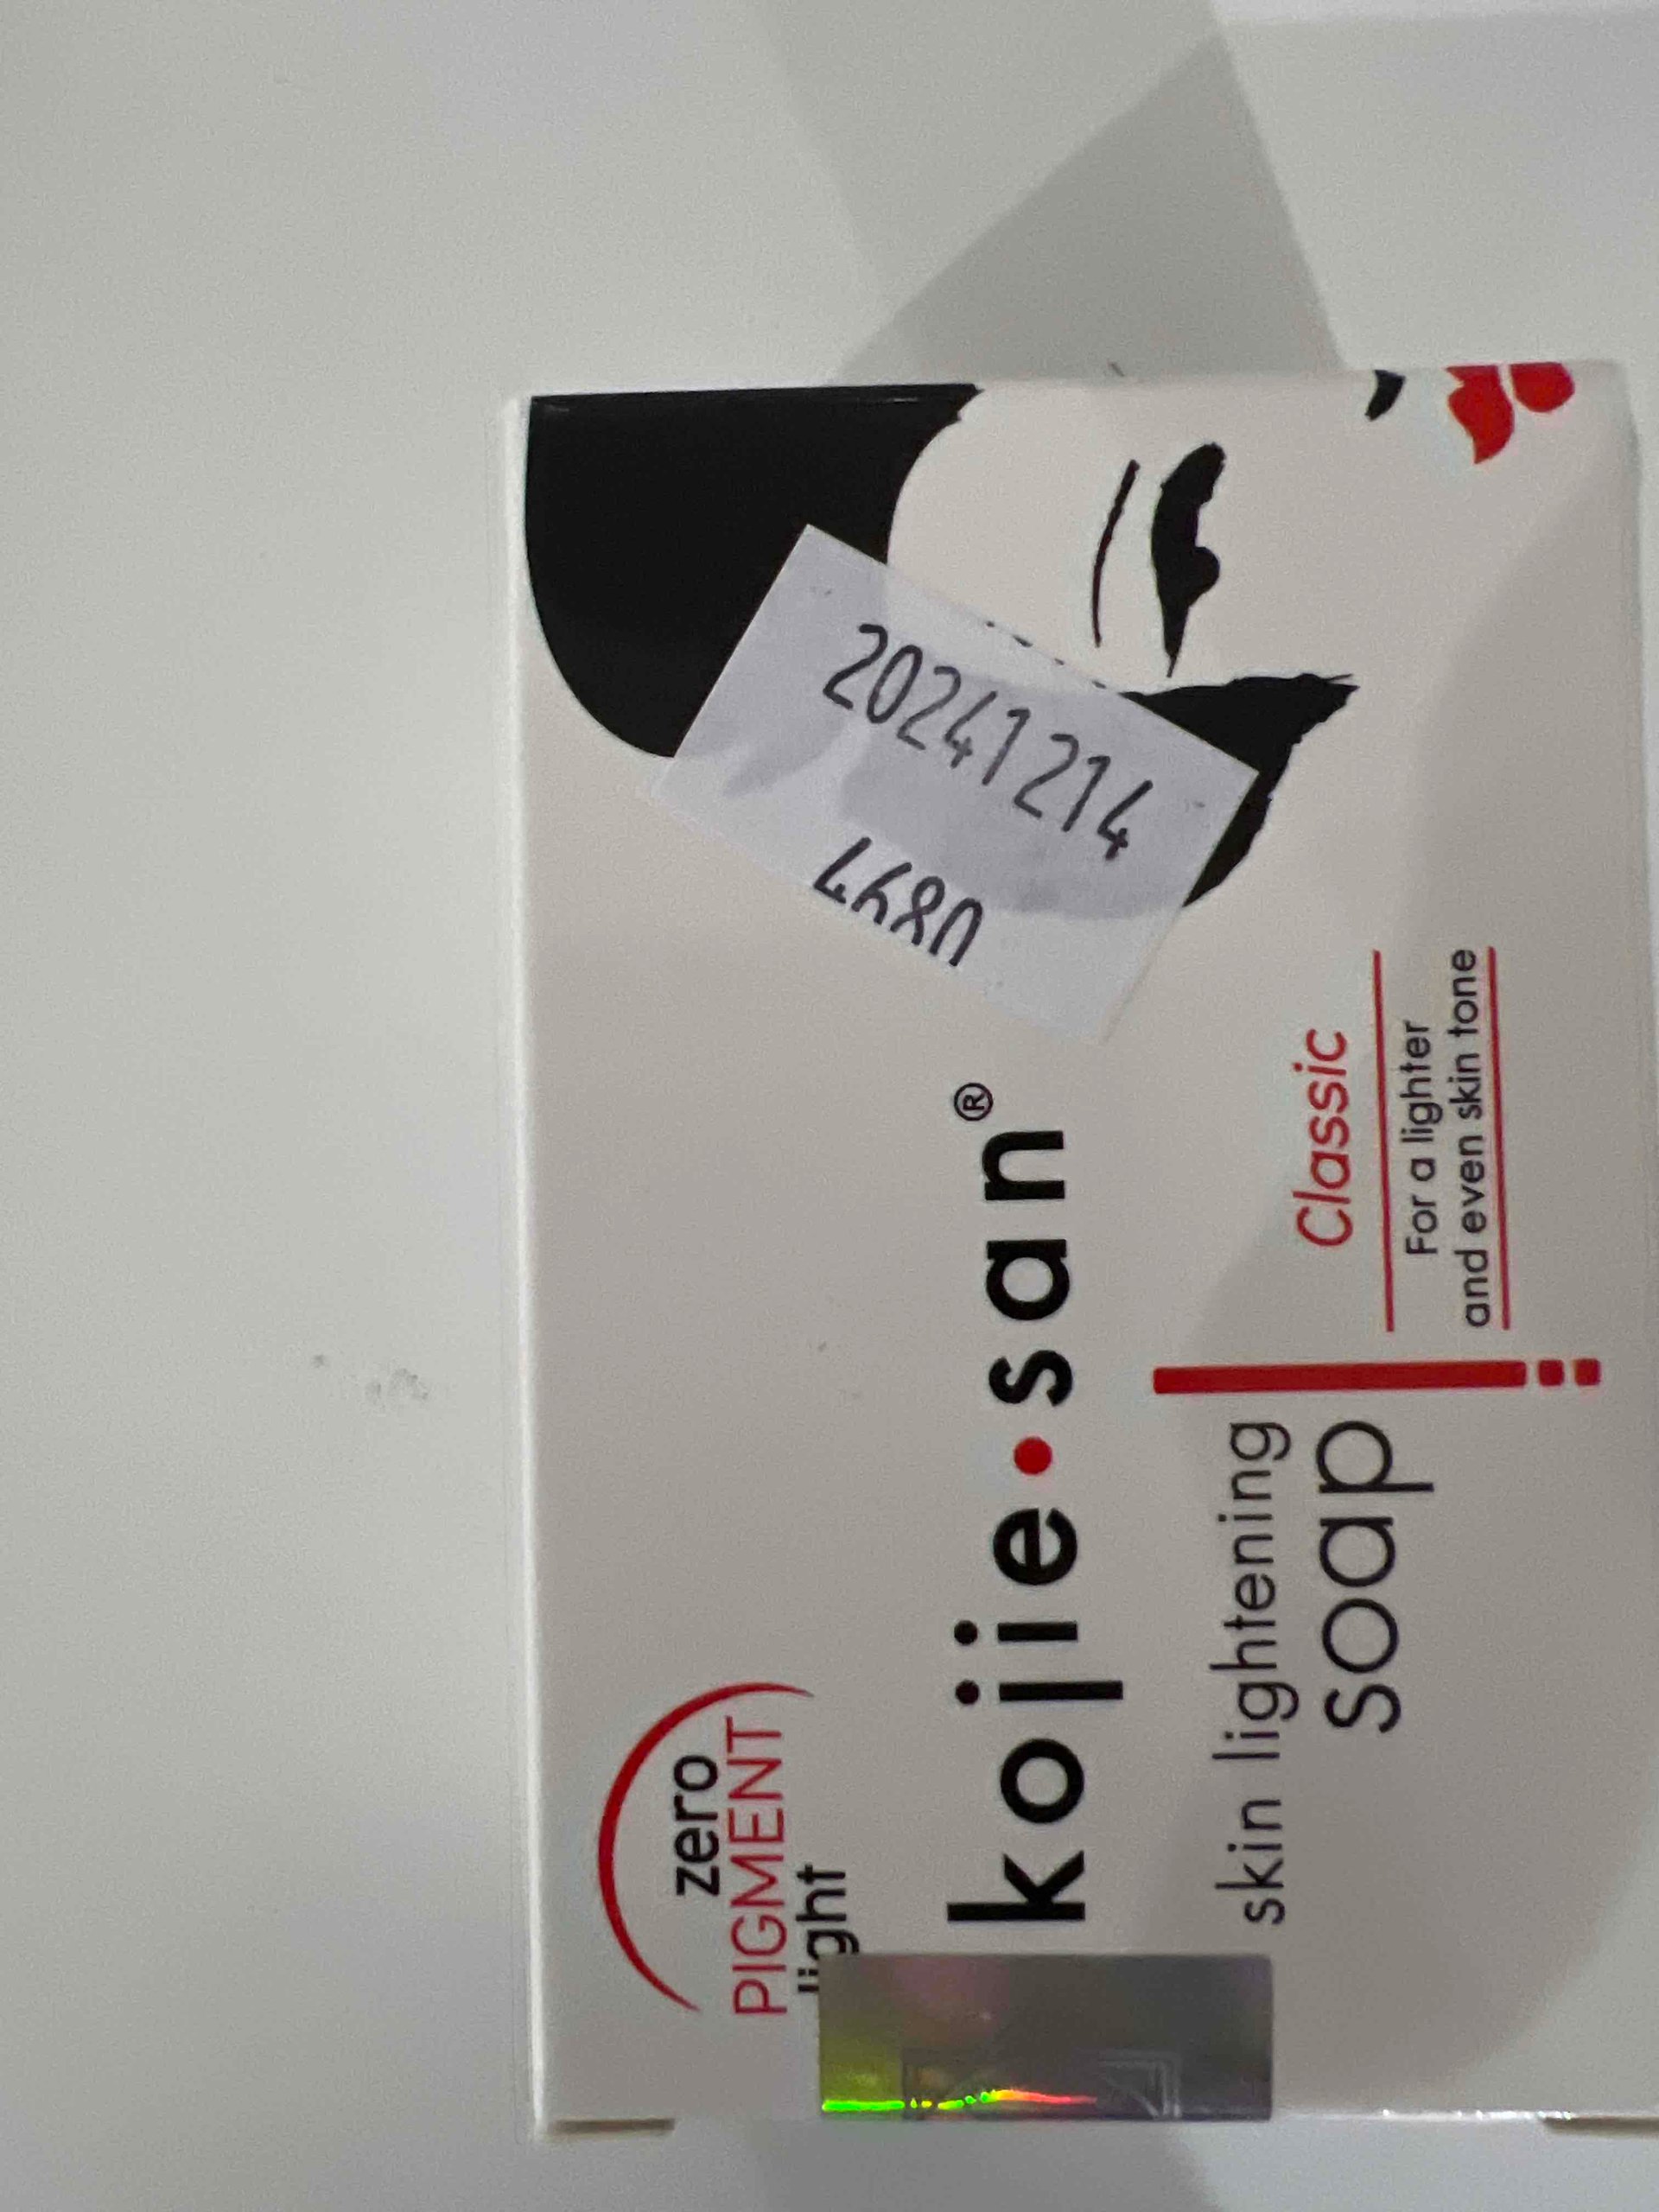 zero
PIGMENT
light
kojie•san®
skin lightening
soap
Classic
For a lighter
and even skin tone
20241214
4680